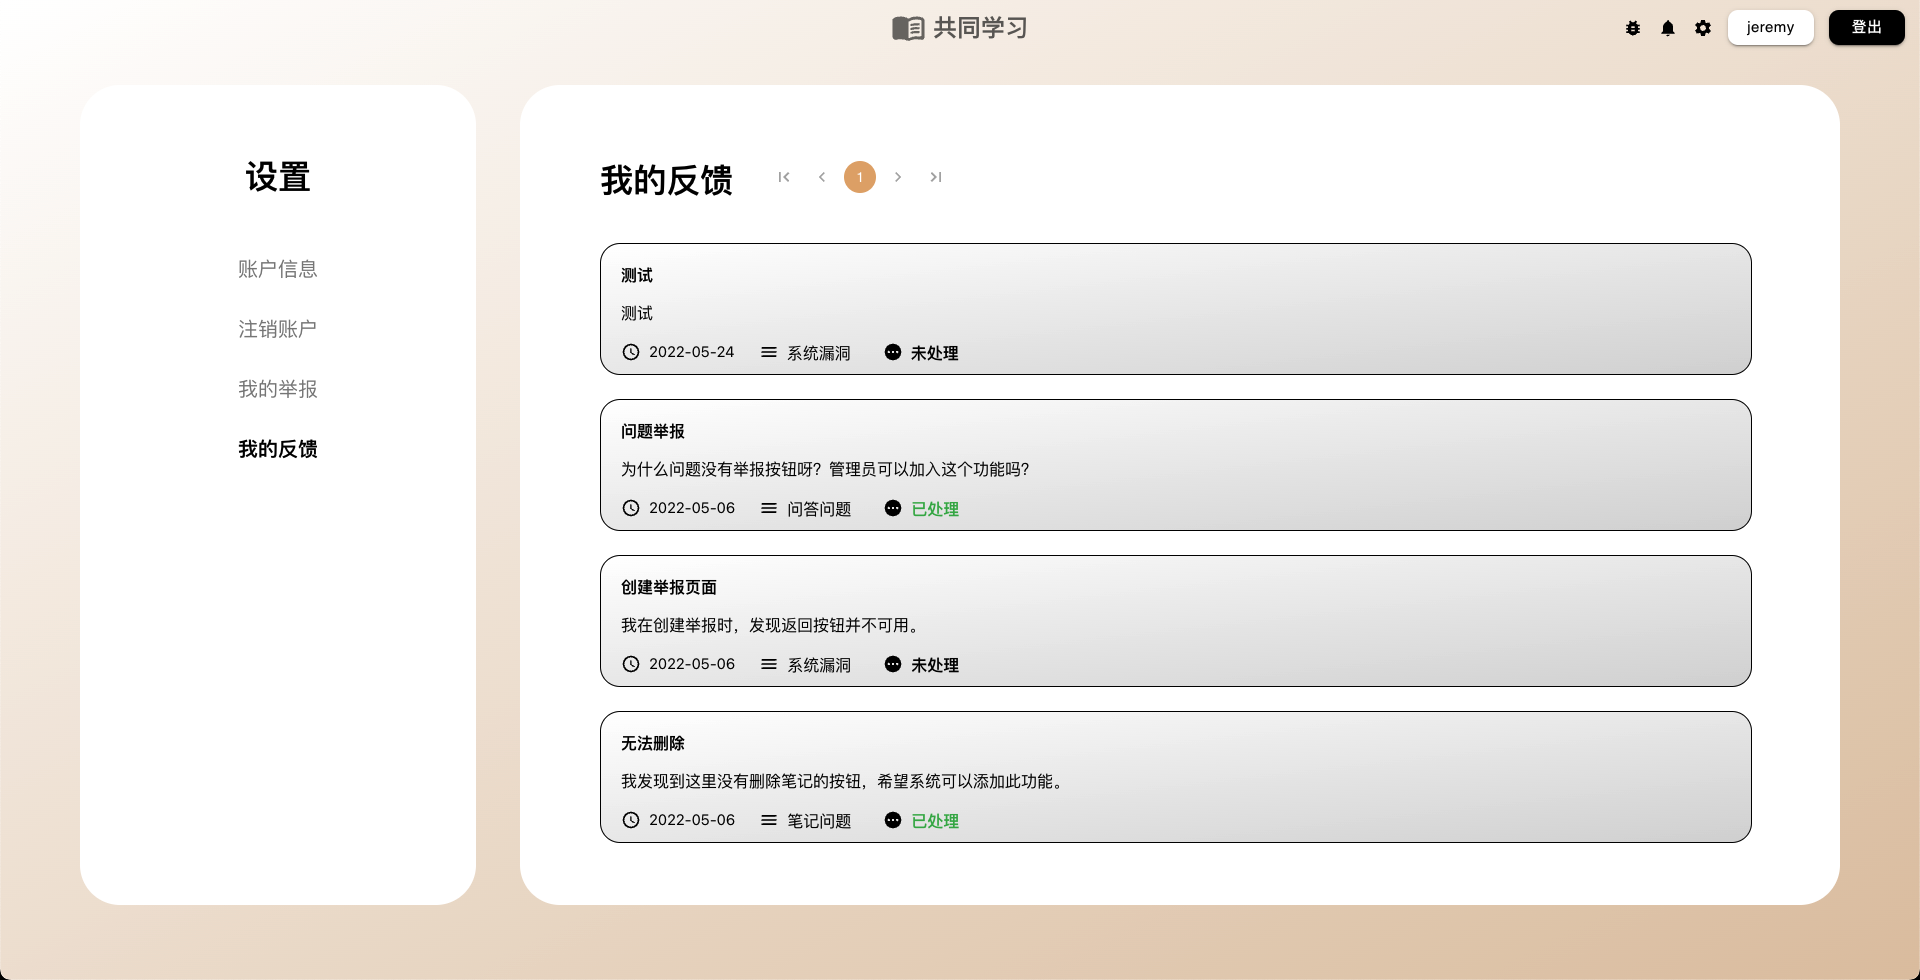 共同学习
jeremy
登出
设置
账户信息
注销账户
我的举报
我的反馈
我的反馈
1
测试
测试
2022-05-24 系统漏洞 未处理
问题举报
为什么问题没有举报按钮呀？管理员可以加入这个功能吗？
2022-05-06 问答问题 已处理
创建举报页面
我在创建举报时，发现返回按钮并不可用。
2022-05-06 系统漏洞 未处理
无法删除
我发现到这里没有删除笔记的按钮，希望系统可以添加此功能。
2022-05-06 笔记问题 已处理